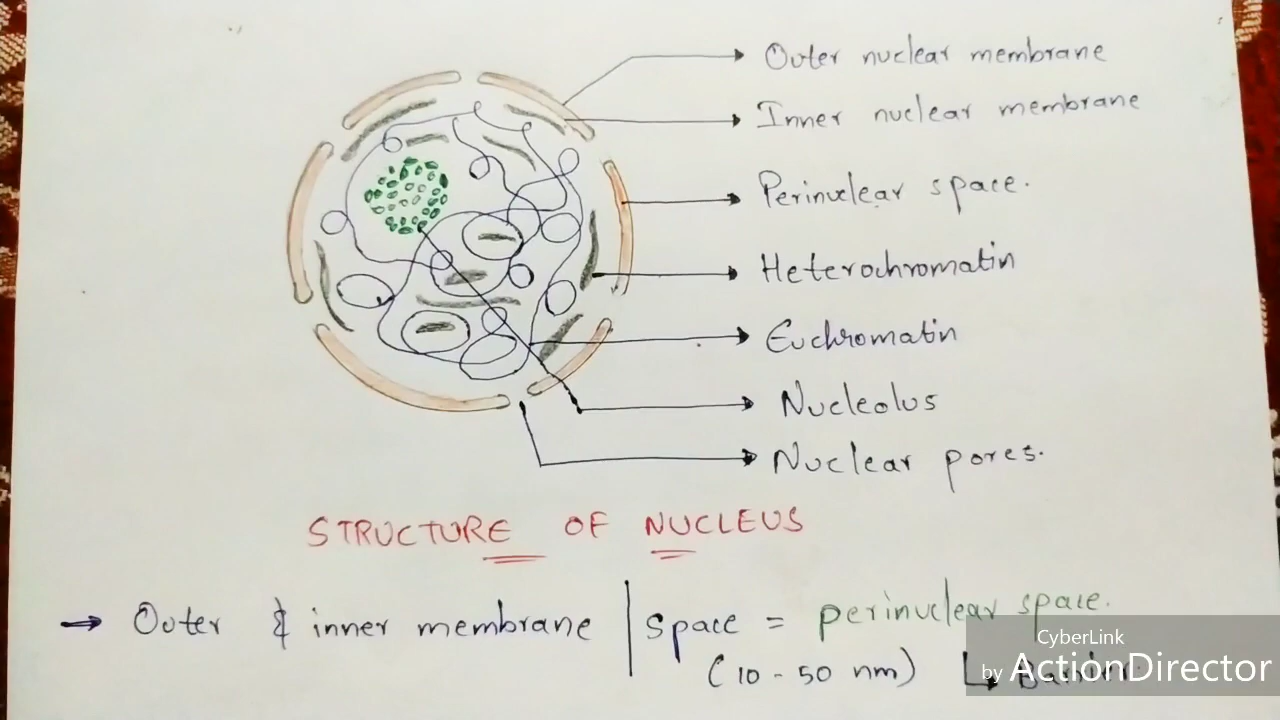 Outer nuclear membrane
Inner nuclear membrane
Perinuclear space.
Heterochromatin
Euchromatin
Nucleolus
Nuclear pores.
STRUCTURE OF NUCLEUS
→ Outer & inner membrane | space = perinuclear space.
(10-50 nm) ↳ Barrier.
CyberLink
by ActionDirector